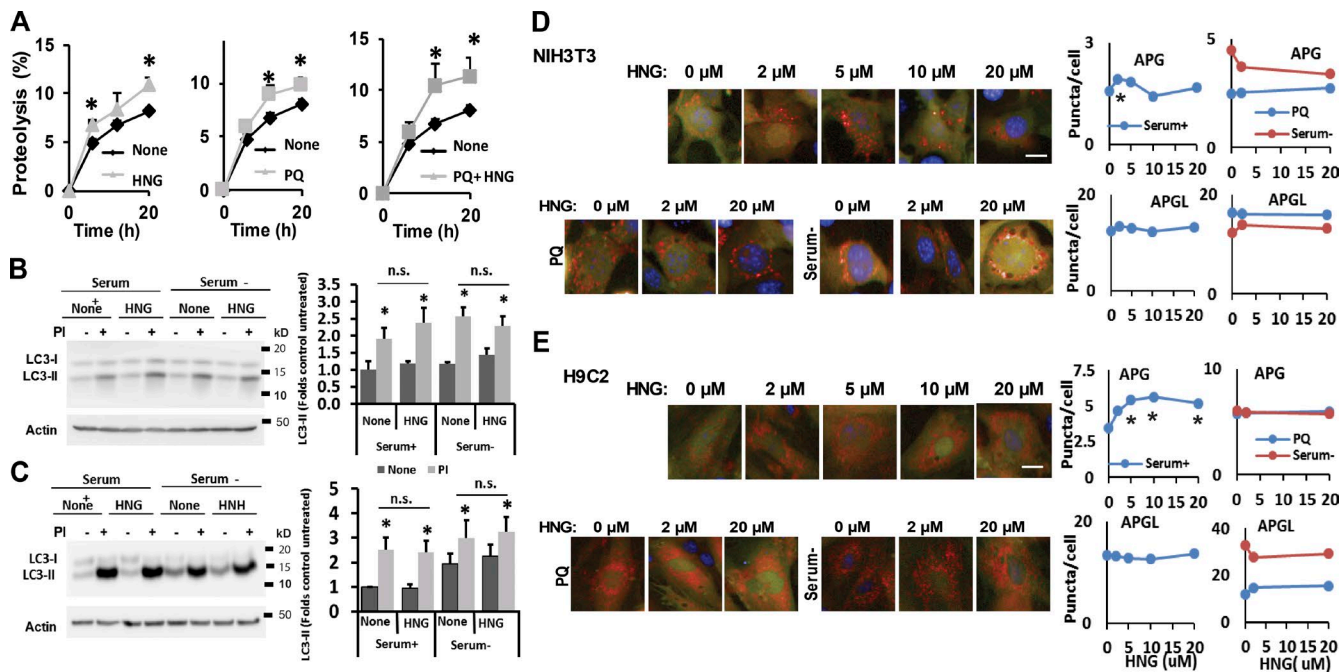 A
Proteolysis (%)
15
10
5
0
None
HNG
0
20
Time (h)
*
*
10
5
0
None
PQ
0
20
Time (h)
*
*
15
10
5
0
None
PQ+HNG
0
20
Time (h)
*
*
B
Serum
Serum -
None
+
HNG
None
HNG
PI - + - + - + - + kD
LC3-I
LC3-II
20
15
10
Actin
50
LC3-II (Folds control untreated)
3.5
3.0
2.5
2.0
1.5
1.0
0.5
0.0
n.s.
n.s.
*
*
*
*
None HNG None HNG
Serum+ Serum-
None PI
C
Serum
Serum -
None
+
HNG
None
HNH
PI - + - + - + - + kD
LC3-I
LC3-II
20
15
10
Actin
50
LC3-II (Folds control untreated)
5
4
3
2
1
0
n.s.
n.s.
*
*
*
*
None HNG None HNG
Serum+ Serum-
D
NIH3T3
HNG: 0 µM 2 µM 5 µM 10 µM 20 µM
HNG: 0 µM 2 µM 20 µM 0 µM 2 µM 20 µM
PQ
Serum-
Puncta/cell
3
2
1
0
APG
*
Serum+
5
3
0
APG
PQ
Serum-
Puncta/cell
20
10
0
APGL
0 5 10 15 20
20
15
10
5
0
APGL
0 5 10 15 20
E
H9C2
HNG: 0 µM 2 µM 5 µM 10 µM 20 µM
HNG: 0 µM 2 µM 20 µM 0 µM 2 µM 20 µM
PQ
Serum-
Puncta/cell
7.5
5
2.5
APG
*
*
*
Serum+
10
5
0
APG
PQ
Serum-
Puncta/cell
20
10
0
APGL
0 5 10 15 20
40
20
0
APGL
0 5 10 15 20
HNG (uM)
HNG(uM)